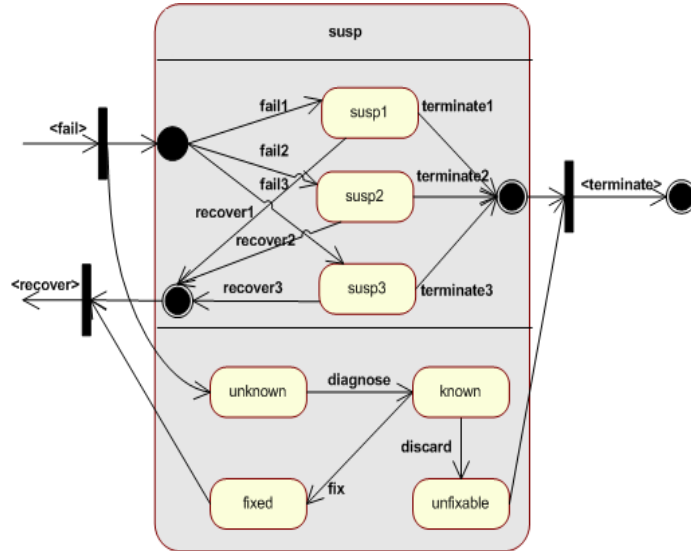 susp
fail1
susp1
terminate1
<fail>
fail2
fail3
susp2
terminate2
<terminate>
recover1
recover2
<recover>
recover3
susp3
terminate3
unknown
diagnose
known
discard
fixed
fix
unfixable